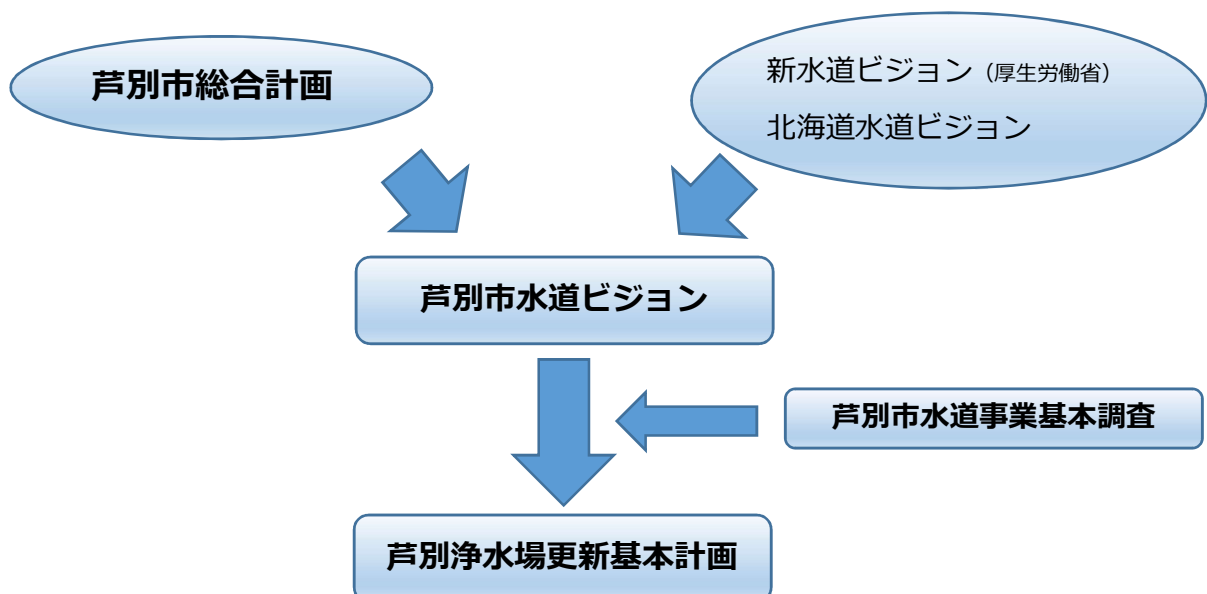 芦別市総合計画
新水道ビジョン（厚生労働省）
北海道水道ビジョン
芦別市水道ビジョン
芦別市水道事業基本調査
芦別浄水場更新基本計画